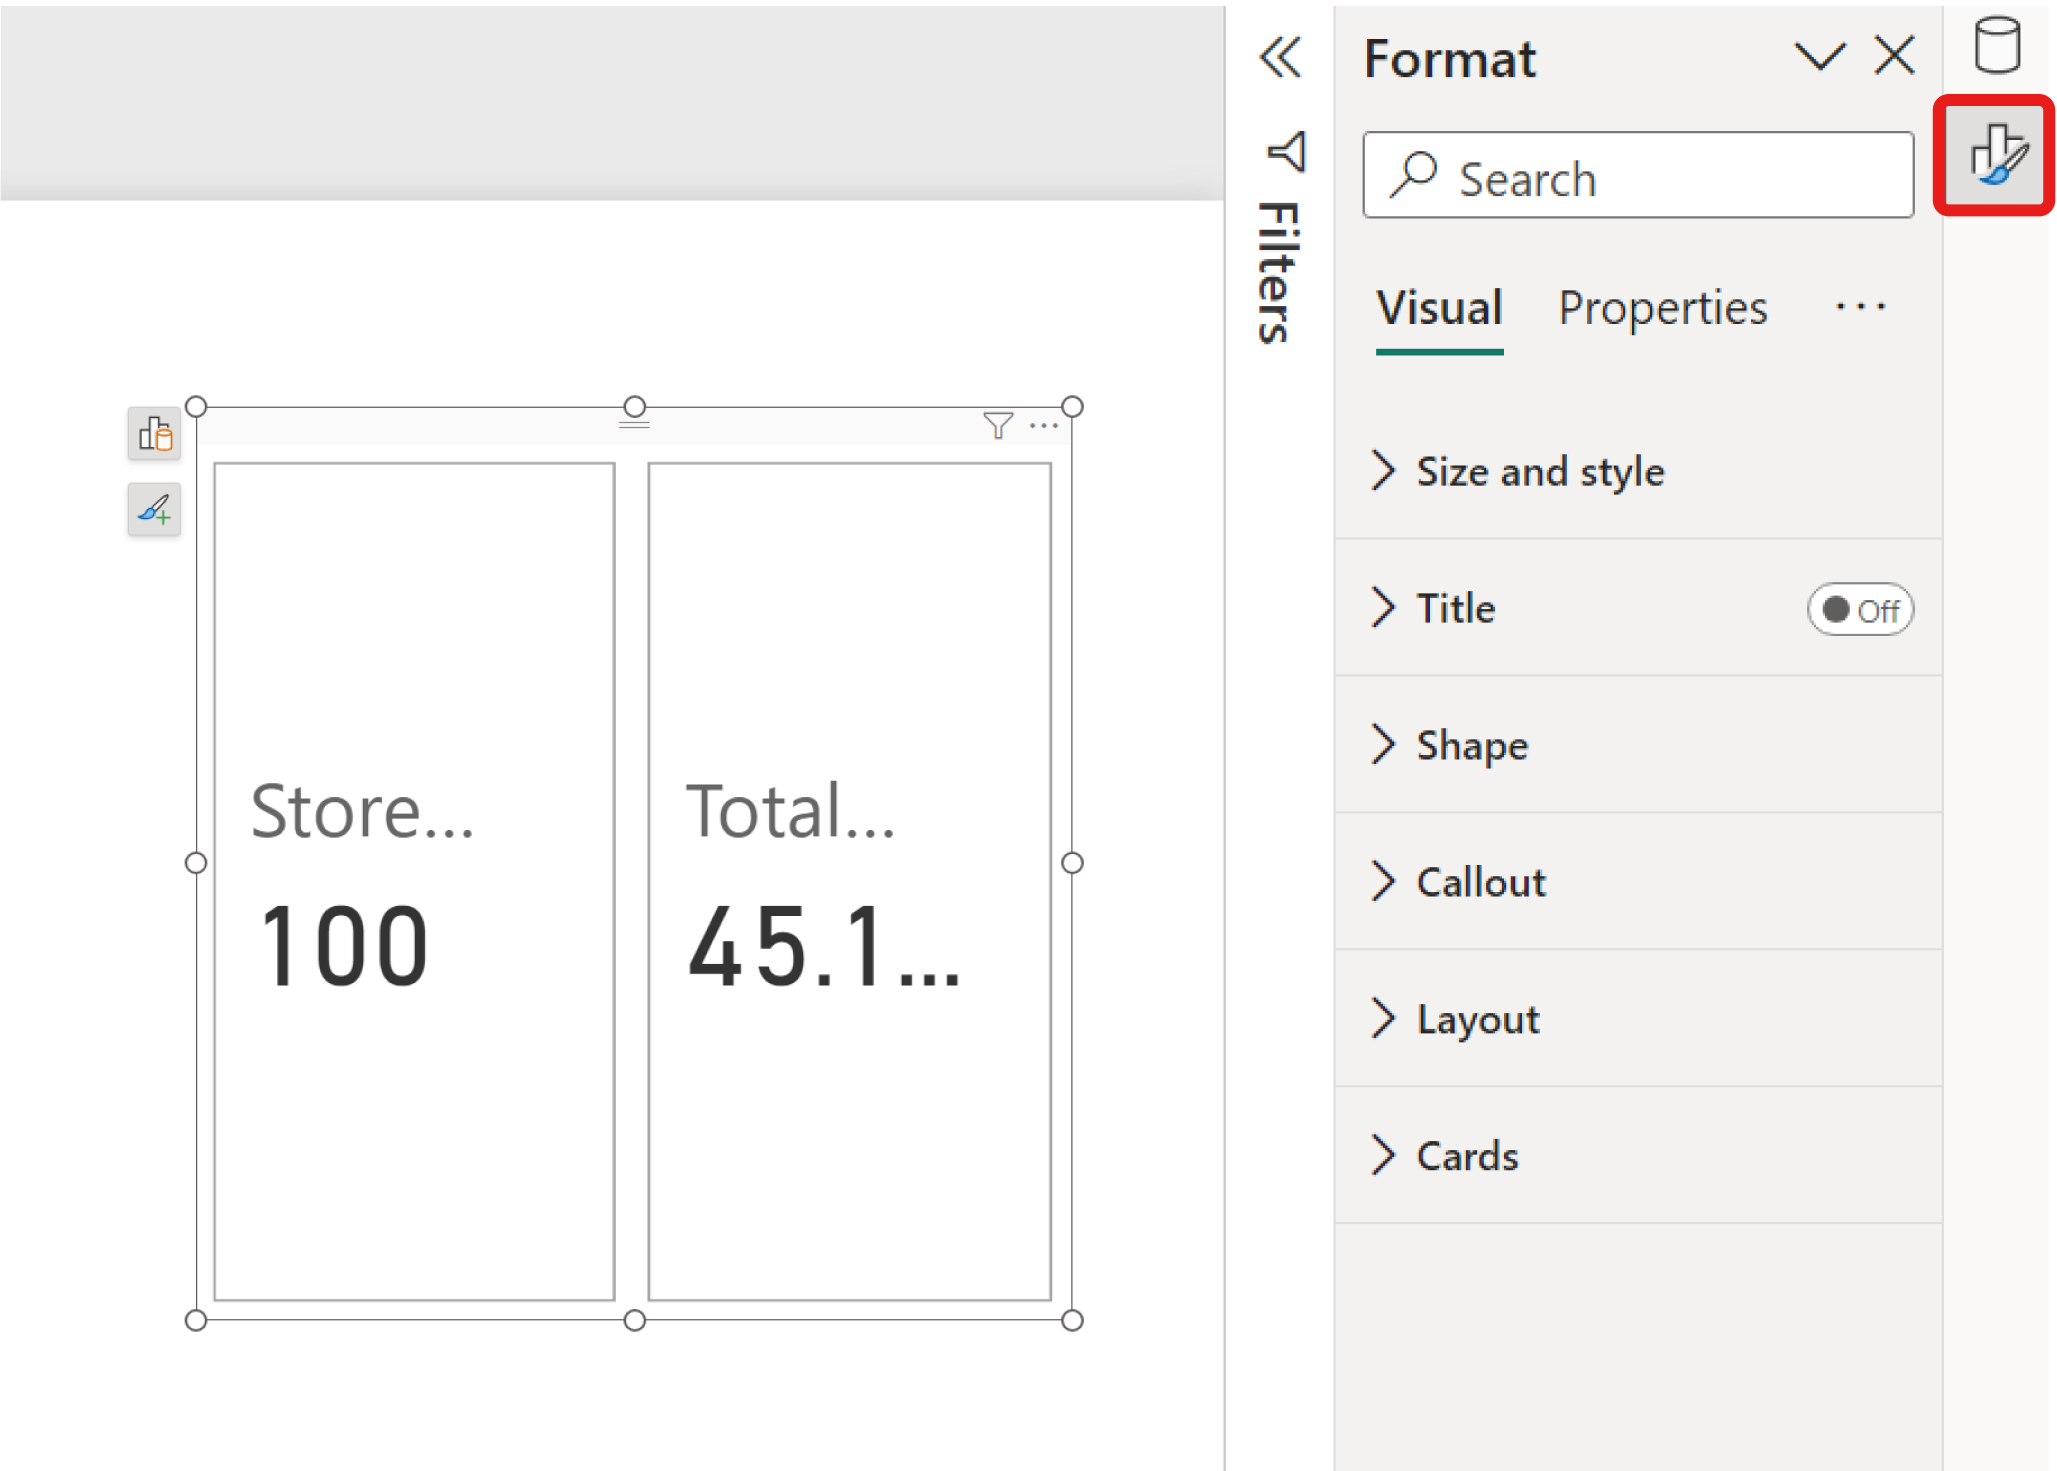 Store...
100
Total...
45.1...
Filters
Format
Search
Visual
Properties
Size and style
Title
Off
Shape
Callout
Layout
Cards